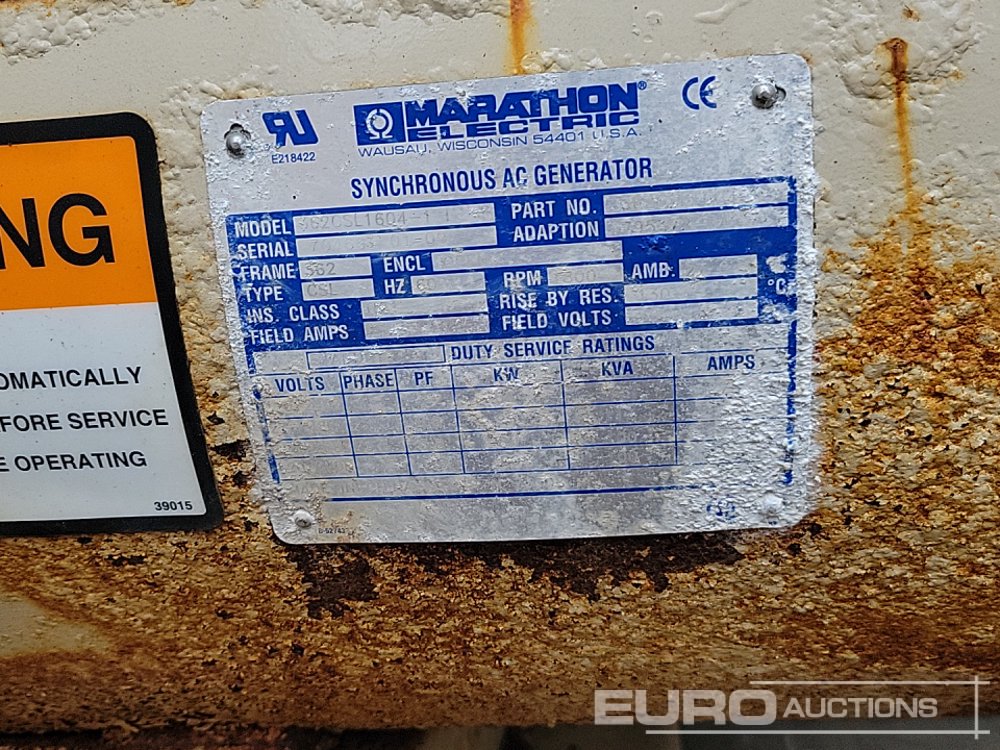 NG
OMATICALLY
FORE SERVICE
E OPERATING
39015
E218422
MARATHON®
ELECTRIC
WAUSAU, WISCONSIN 54401 U.S.A.
CE
SYNCHRONOUS AC GENERATOR
MODEL PART NO.
SERIAL ADAPTION
FRAME 562 ENCL RPM AMB. °C
TYPE CSL HZ 60 RISE BY RES. °C
INS. CLASS FIELD VOLTS
FIELD AMPS
DUTY SERVICE RATINGS
VOLTS PHASE PF KW KVA AMPS
EURO AUCTIONS